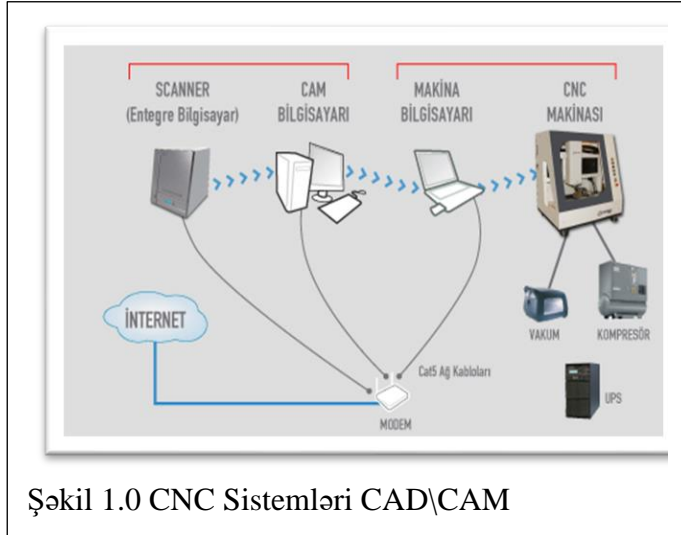 SCANNER
(Entegre Bilgisayar)
CAM
BİLGİSAYARI
MAKİNA
BİLGİSAYARI
CNC
MAKİNASI
İNTERNET
VAKUM
KOMPRESÖR
Cat5 Ağ Kabloları
MODEM
UPS
Şəkil 1.0 CNC Sistemləri CAD\CAM